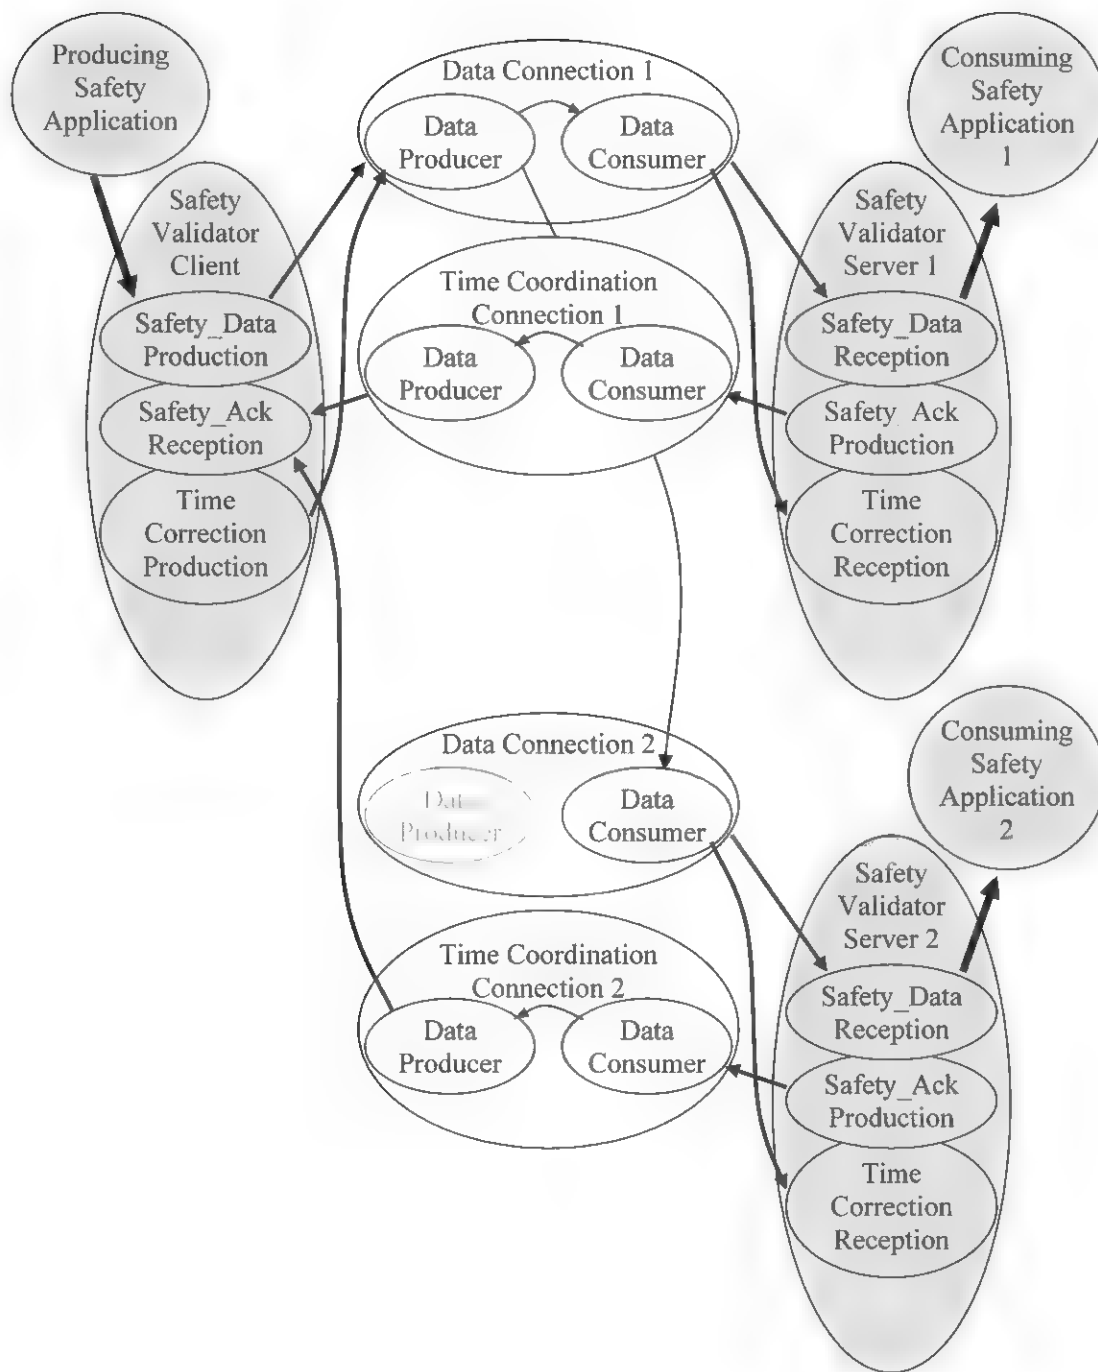 Producing
Safety
Application
Safety
Validator
Client
Safety_Data
Production
Safety_Ack
Reception
Time
Correction
Production
Data Connection 1
Data
Producer
Data
Consumer
Time Coordination
Connection 1
Data
Producer
Data
Consumer
Consuming
Safety
Application
1
Safety
Validator
Server 1
Safety_Data
Reception
Safety_Ack
Production
Time
Correction
Reception
Data Connection 2
Data
Producer
Data
Consumer
Time Coordination
Connection 2
Data
Producer
Data
Consumer
Consuming
Safety
Application
2
Safety
Validator
Server 2
Safety_Data
Reception
Safety_Ack
Production
Time
Correction
Reception